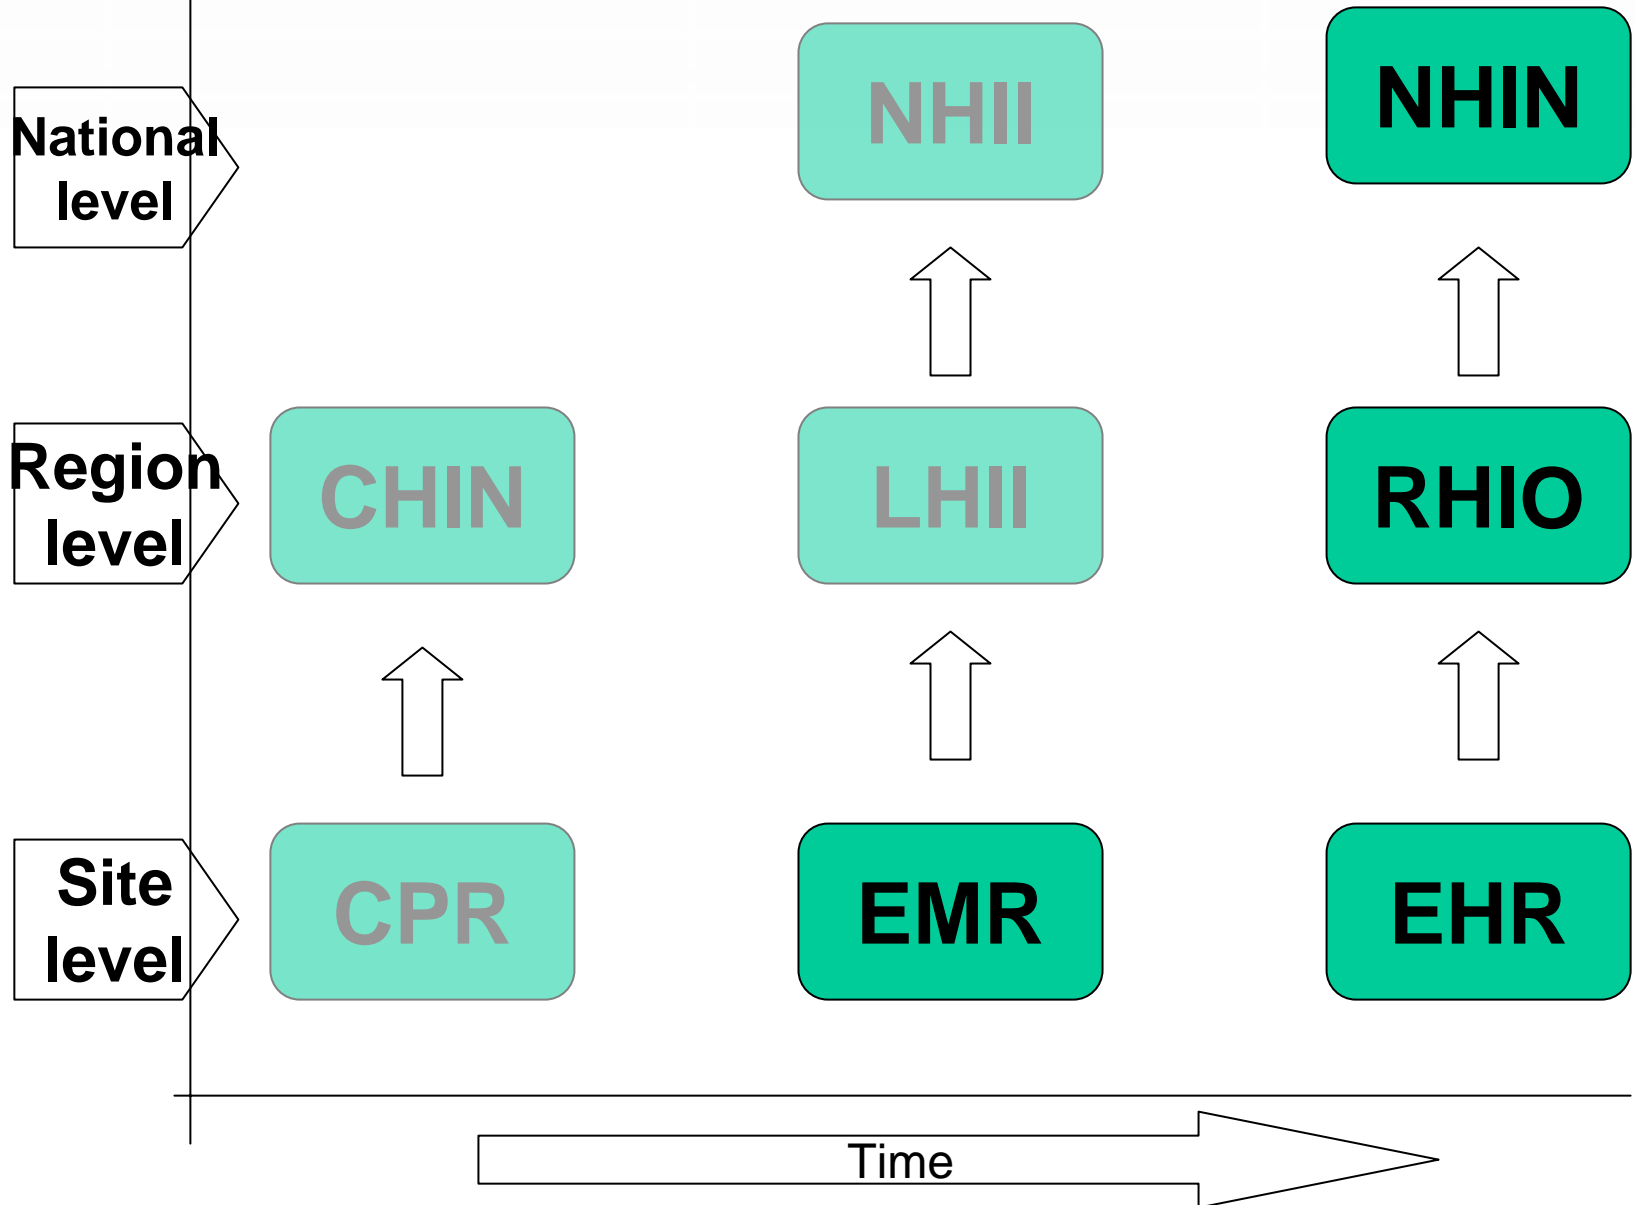 National
level
NHII
NHIN
Region
level
CHIN
LHII
RHIO
Site
level
CPR
EMR
EHR
Time